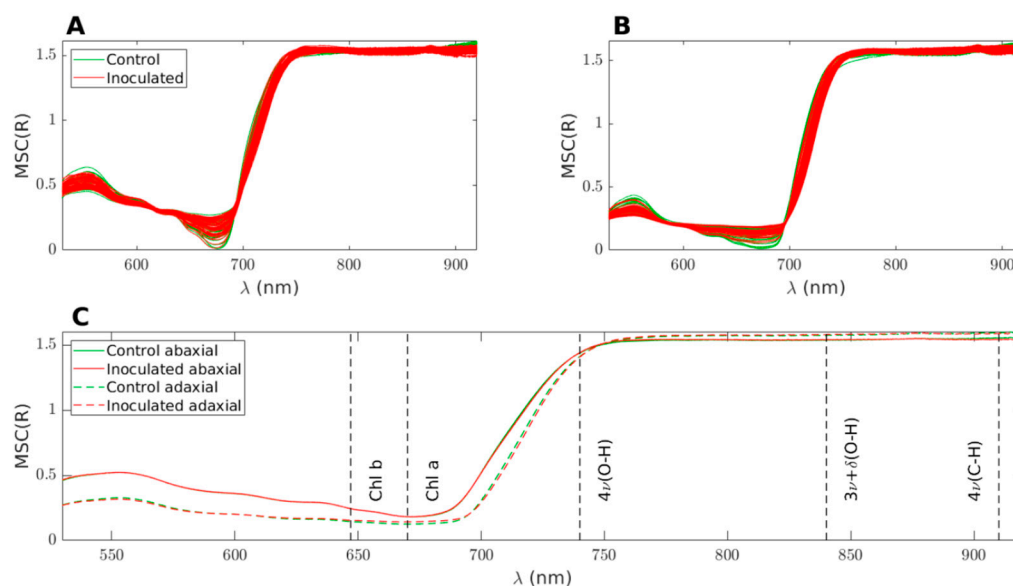 A
1.5
1
0.5
0
MSC(R)
Control
Inoculated
600
700
800
900
λ (nm)
B
1.5
1
0.5
0
MSC(R)
600
700
800
900
λ (nm)
C
1.5
1
0.5
0
MSC(R)
Control abaxial
Inoculated abaxial
Control adaxial
Inoculated adaxial
Chl b
Chl a
4ν(O-H)
3ν+δ(O-H)
4ν(C-H)
550
600
650
700
750
800
850
900
λ (nm)